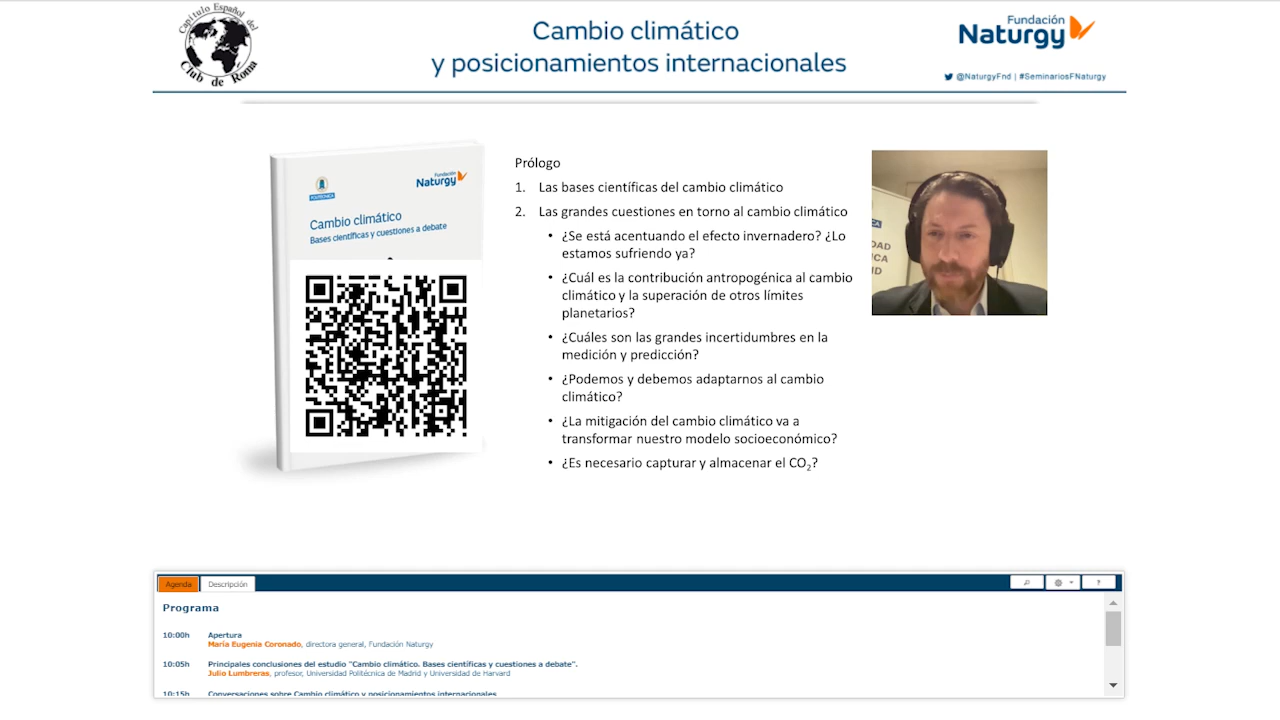 Capítulo Español del
Club de Roma
Cambio climático
y posicionamientos internacionales
Fundación
Naturgy
@NaturgyFnd | #SeminariosFNaturgy
POLITÉCNICA
Fundación
Naturgy
Cambio climático
Bases científicas y cuestiones a debate
Prólogo
1. Las bases científicas del cambio climático
2. Las grandes cuestiones en torno al cambio climático
• ¿Se está acentuando el efecto invernadero? ¿Lo
estamos sufriendo ya?
• ¿Cuál es la contribución antropogénica al cambio
climático y la superación de otros límites
planetarios?
• ¿Cuáles son las grandes incertidumbres en la
medición y predicción?
• ¿Podemos y debemos adaptarnos al cambio
climático?
• ¿La mitigación del cambio climático va a
transformar nuestro modelo socioeconómico?
• ¿Es necesario capturar y almacenar el CO₂?
Agenda
Descripción
?
Programa
10:00h Apertura
María Eugenia Coronado, directora general, Fundación Naturgy
10:05h Principales conclusiones del estudio "Cambio climático. Bases científicas y cuestiones a debate".
Julio Lumbreras, profesor, Universidad Politécnica de Madrid y Universidad de Harvard
10:15h Conversaciones sobre Cambio climático y posicionamientos internacionales